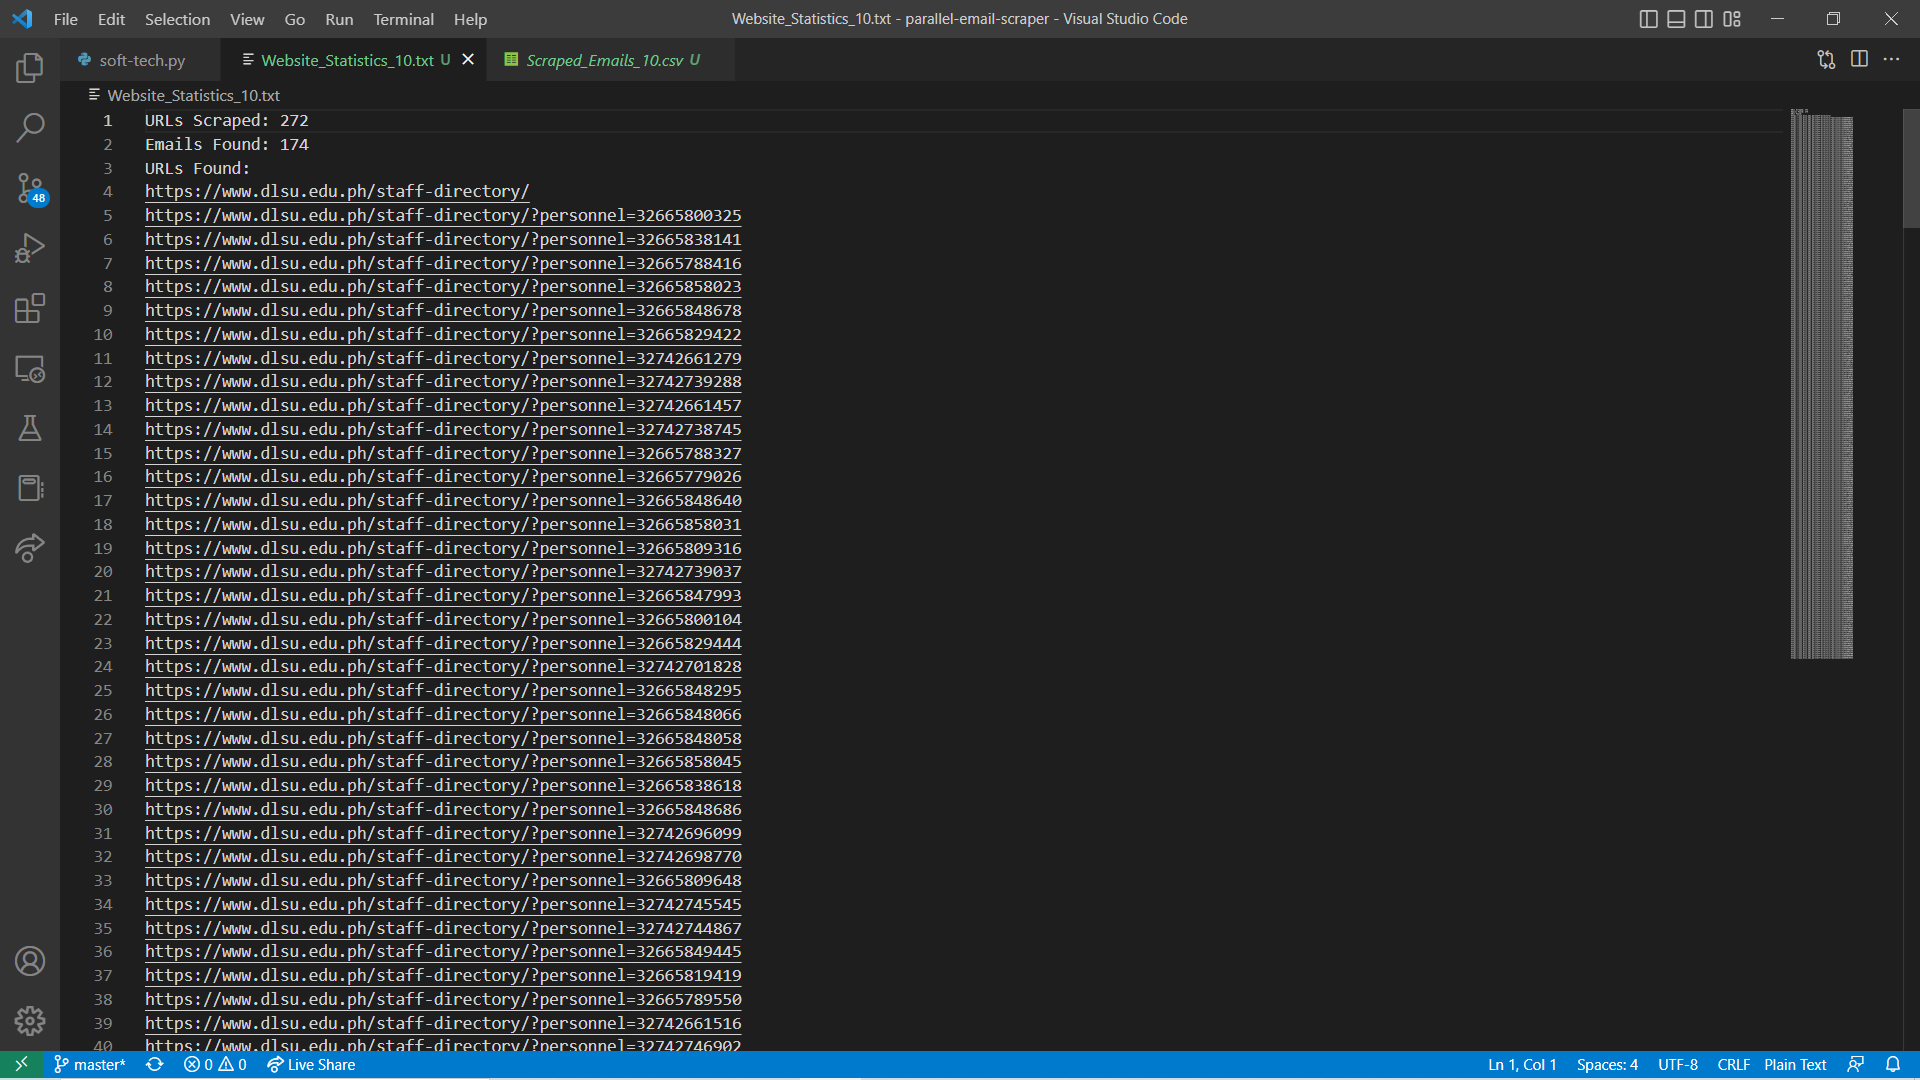 File Edit Selection View Go Run Terminal Help
Website_Statistics_10.txt - parallel-email-scraper - Visual Studio Code
soft-tech.py
Website_Statistics_10.txt U
Scraped_Emails_10.csv U
Website_Statistics_10.txt
1 URLs Scraped: 272
2 Emails Found: 174
3 URLs Found:
4 https://www.dlsu.edu.ph/staff-directory/
5 https://www.dlsu.edu.ph/staff-directory/?personnel=32665800325
6 https://www.dlsu.edu.ph/staff-directory/?personnel=32665838141
7 https://www.dlsu.edu.ph/staff-directory/?personnel=32665788416
8 https://www.dlsu.edu.ph/staff-directory/?personnel=32665858023
9 https://www.dlsu.edu.ph/staff-directory/?personnel=32665848678
10 https://www.dlsu.edu.ph/staff-directory/?personnel=32665829422
11 https://www.dlsu.edu.ph/staff-directory/?personnel=32742661279
12 https://www.dlsu.edu.ph/staff-directory/?personnel=32742739288
13 https://www.dlsu.edu.ph/staff-directory/?personnel=32742661457
14 https://www.dlsu.edu.ph/staff-directory/?personnel=32742738745
15 https://www.dlsu.edu.ph/staff-directory/?personnel=32665788327
16 https://www.dlsu.edu.ph/staff-directory/?personnel=32665779026
17 https://www.dlsu.edu.ph/staff-directory/?personnel=32665848640
18 https://www.dlsu.edu.ph/staff-directory/?personnel=32665858031
19 https://www.dlsu.edu.ph/staff-directory/?personnel=32665809316
20 https://www.dlsu.edu.ph/staff-directory/?personnel=32742739037
21 https://www.dlsu.edu.ph/staff-directory/?personnel=32665847993
22 https://www.dlsu.edu.ph/staff-directory/?personnel=32665800104
23 https://www.dlsu.edu.ph/staff-directory/?personnel=32665829444
24 https://www.dlsu.edu.ph/staff-directory/?personnel=32742701828
25 https://www.dlsu.edu.ph/staff-directory/?personnel=32665848295
26 https://www.dlsu.edu.ph/staff-directory/?personnel=32665848066
27 https://www.dlsu.edu.ph/staff-directory/?personnel=32665848058
28 https://www.dlsu.edu.ph/staff-directory/?personnel=32665858045
29 https://www.dlsu.edu.ph/staff-directory/?personnel=32665838618
30 https://www.dlsu.edu.ph/staff-directory/?personnel=32665848686
31 https://www.dlsu.edu.ph/staff-directory/?personnel=32742696099
32 https://www.dlsu.edu.ph/staff-directory/?personnel=32742698770
33 https://www.dlsu.edu.ph/staff-directory/?personnel=32665809648
34 https://www.dlsu.edu.ph/staff-directory/?personnel=32742745545
35 https://www.dlsu.edu.ph/staff-directory/?personnel=32742744867
36 https://www.dlsu.edu.ph/staff-directory/?personnel=32665849445
37 https://www.dlsu.edu.ph/staff-directory/?personnel=32665819419
38 https://www.dlsu.edu.ph/staff-directory/?personnel=32665789550
39 https://www.dlsu.edu.ph/staff-directory/?personnel=32742661516
40 https://www.dlsu.edu.ph/staff-directory/?personnel=32742746902
48
master* 0 0 Live Share
Ln 1, Col 1 Spaces: 4 UTF-8 CRLF Plain Text